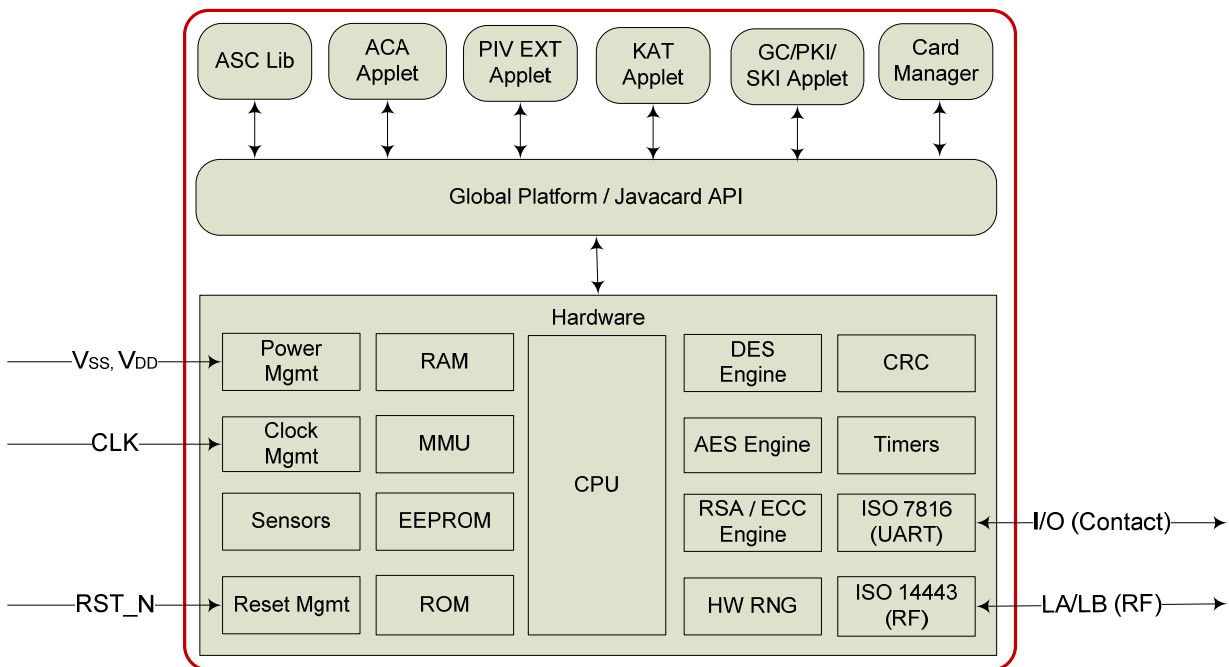 ASC Lib
ACA
Applet
PIV EXT
Applet
KAT
Applet
GC/PKI/
SKI Applet
Card
Manager
Global Platform / Javacard API
Hardware
VSS, VDD
Power
Mgmt
RAM
DES
Engine
CRC
CLK
Clock
Mgmt
MMU
CPU
AES Engine
Timers
Sensors
EEPROM
RSA / ECC
Engine
ISO 7816
(UART)
I/O (Contact)
RST_N
Reset Mgmt
ROM
HW RNG
ISO 14443
(RF)
LA/LB (RF)